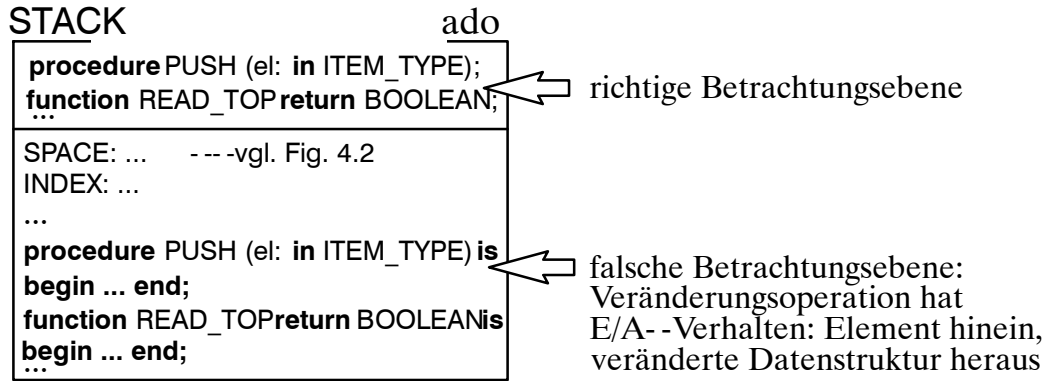 STACK ado
procedure PUSH (el: in ITEM_TYPE);
function READ_TOP return BOOLEAN;
...
richtige Betrachtungsebene
SPACE: ... - -- -vgl. Fig. 4.2
INDEX: ...
...
procedure PUSH (el: in ITEM_TYPE) is
begin ... end;
function READ_TOP return BOOLEAN is
begin ... end;
...
falsche Betrachtungsebene:
Veränderungsoperation hat
E/A- -Verhalten: Element hinein,
veränderte Datenstruktur heraus